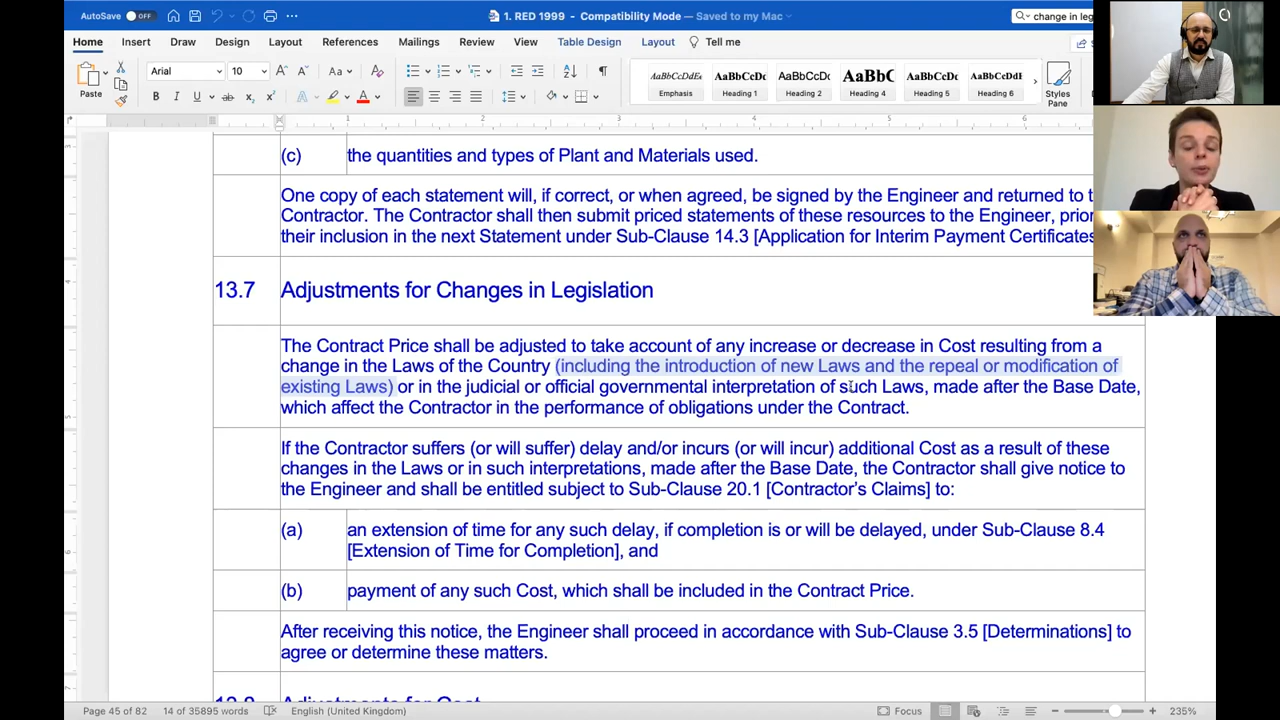 AutoSave OFF 1. RED 1999 - Compatibility Mode — Saved to my Mac change in leg
Home Insert Draw Design Layout References Mailings Review View Table Design Layout Tell me
Arial 10 A A Aa A
Paste B I U ab x2 x2 A A
AaBbCcDdEe AaBbCcDc AaBbCcDd AaBbC AaBbCcDc AaBbCcDdEe
Emphasis Heading 1 Heading 2 Heading 4 Heading 5 Heading 6
Styles
Pane
1 2 3 4 5 6
(c) the quantities and types of Plant and Materials used.
One copy of each statement will, if correct, or when agreed, be signed by the Engineer and returned to t
Contractor. The Contractor shall then submit priced statements of these resources to the Engineer, prior
their inclusion in the next Statement under Sub-Clause 14.3 [Application for Interim Payment Certificates
13.7 Adjustments for Changes in Legislation
The Contract Price shall be adjusted to take account of any increase or decrease in Cost resulting from a
change in the Laws of the Country (including the introduction of new Laws and the repeal or modification of
existing Laws) or in the judicial or official governmental interpretation of such Laws, made after the Base Date,
which affect the Contractor in the performance of obligations under the Contract.
If the Contractor suffers (or will suffer) delay and/or incurs (or will incur) additional Cost as a result of these
changes in the Laws or in such interpretations, made after the Base Date, the Contractor shall give notice to
the Engineer and shall be entitled subject to Sub-Clause 20.1 [Contractor's Claims] to:
(a) an extension of time for any such delay, if completion is or will be delayed, under Sub-Clause 8.4
[Extension of Time for Completion], and
(b) payment of any such Cost, which shall be included in the Contract Price.
After receiving this notice, the Engineer shall proceed in accordance with Sub-Clause 3.5 [Determinations] to
agree or determine these matters.
13.8 Adjustments for Cost
Page 45 of 82 14 of 35895 words English (United Kingdom) Focus 235%